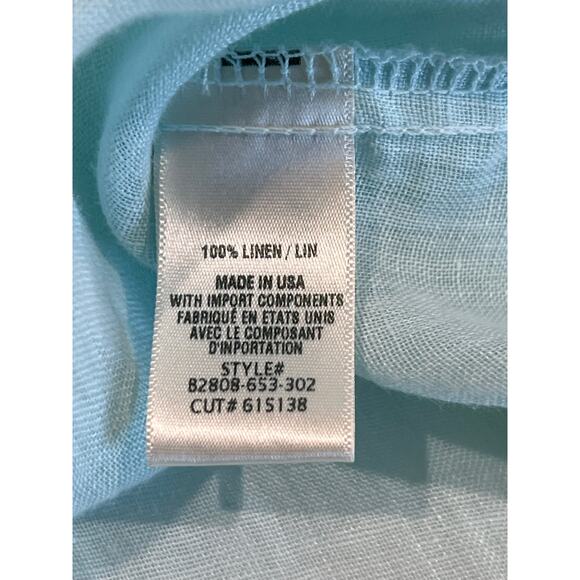 100% LINEN / LIN
MADE IN USA
WITH IMPORT COMPONENTS
FABRIQUÉ EN ETATS UNIS
AVEC LE COMPOSANT
D'INPORTATION
STYLE#
82808-653-302
CUT# 615138